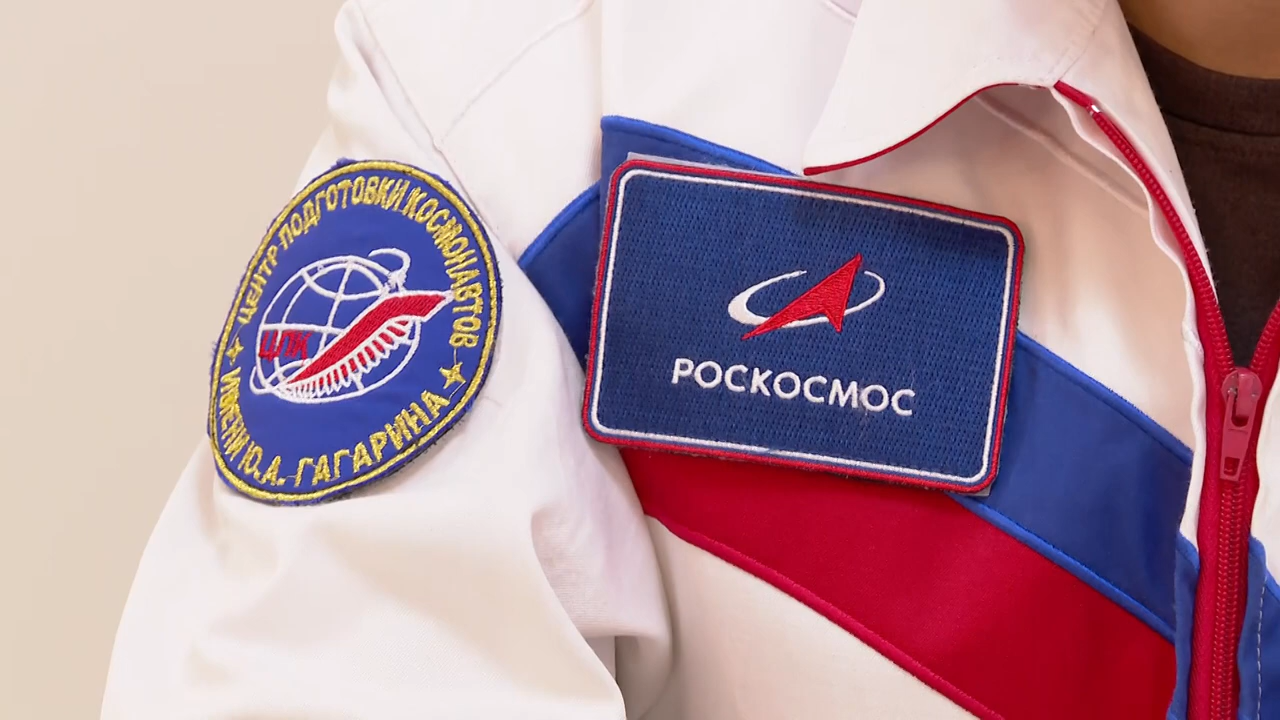 ЦЕНТР ПОДГОТОВКИ КОСМОНАВТОВ
ЦПК
ИМЕНИ Ю.А. ГАГАРИНА
РОСКОСМОС